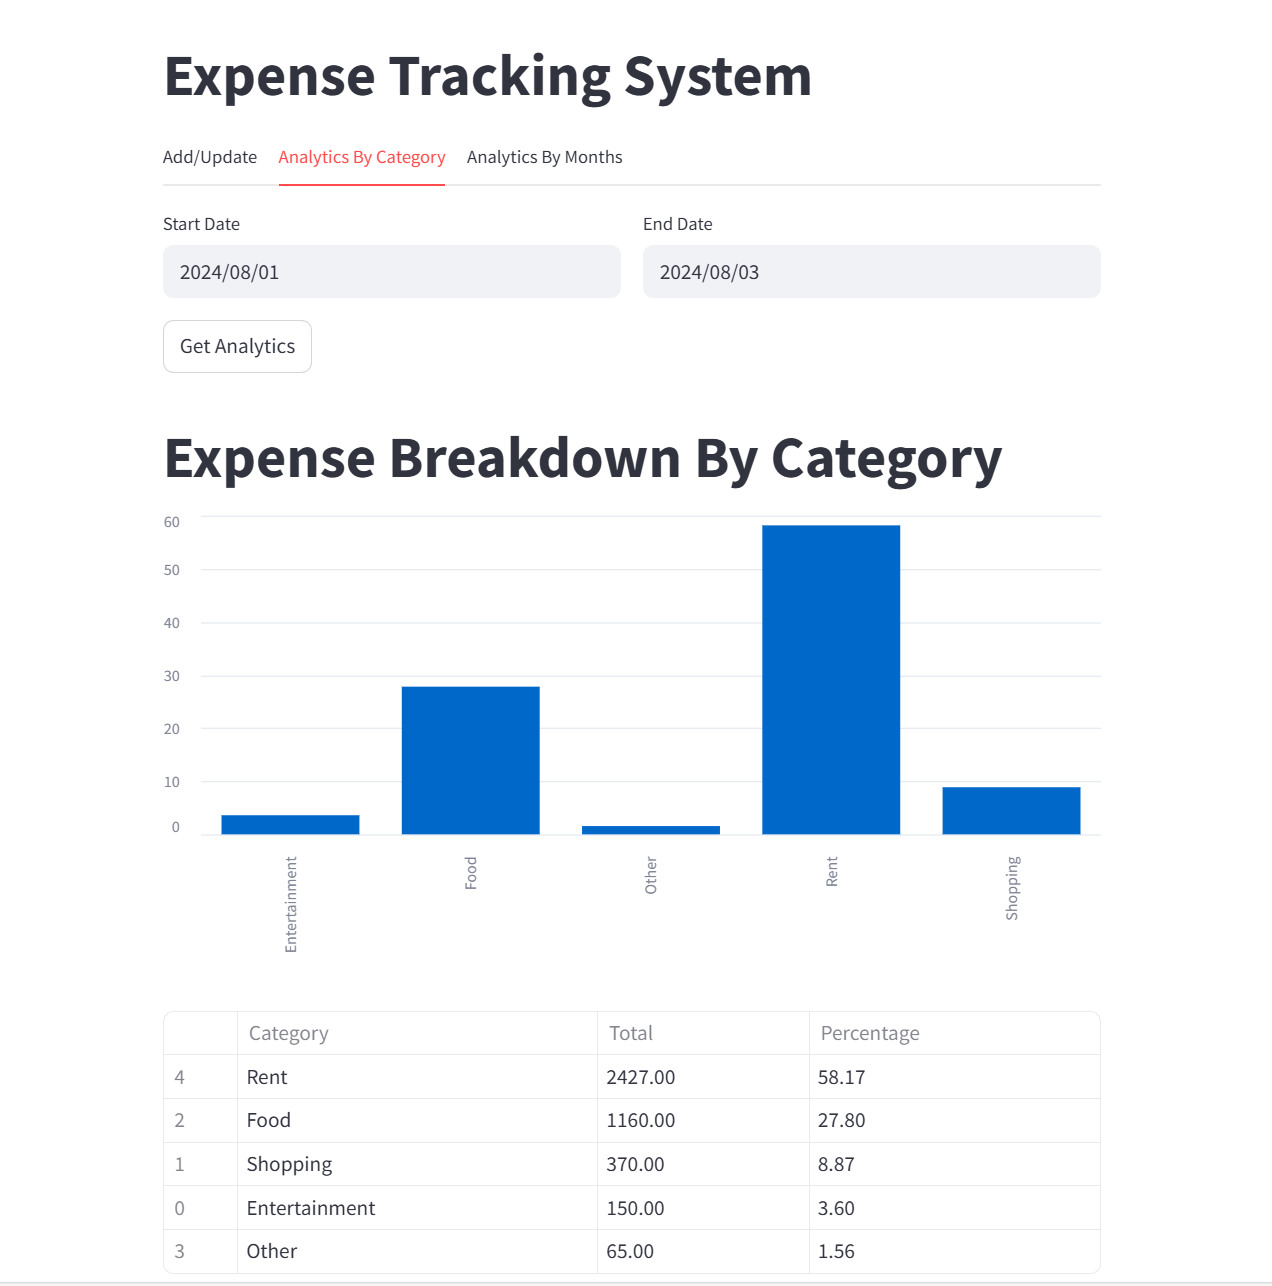 Expense Tracking System
Add/Update Analytics By Category Analytics By Months
Start Date End Date
2024/08/01 2024/08/03
Get Analytics
Expense Breakdown By Category
60
50
40
30
20
10
0
Entertainment Food Other Rent Shopping
Category Total Percentage
4 Rent 2427.00 58.17
2 Food 1160.00 27.80
1 Shopping 370.00 8.87
0 Entertainment 150.00 3.60
3 Other 65.00 1.56